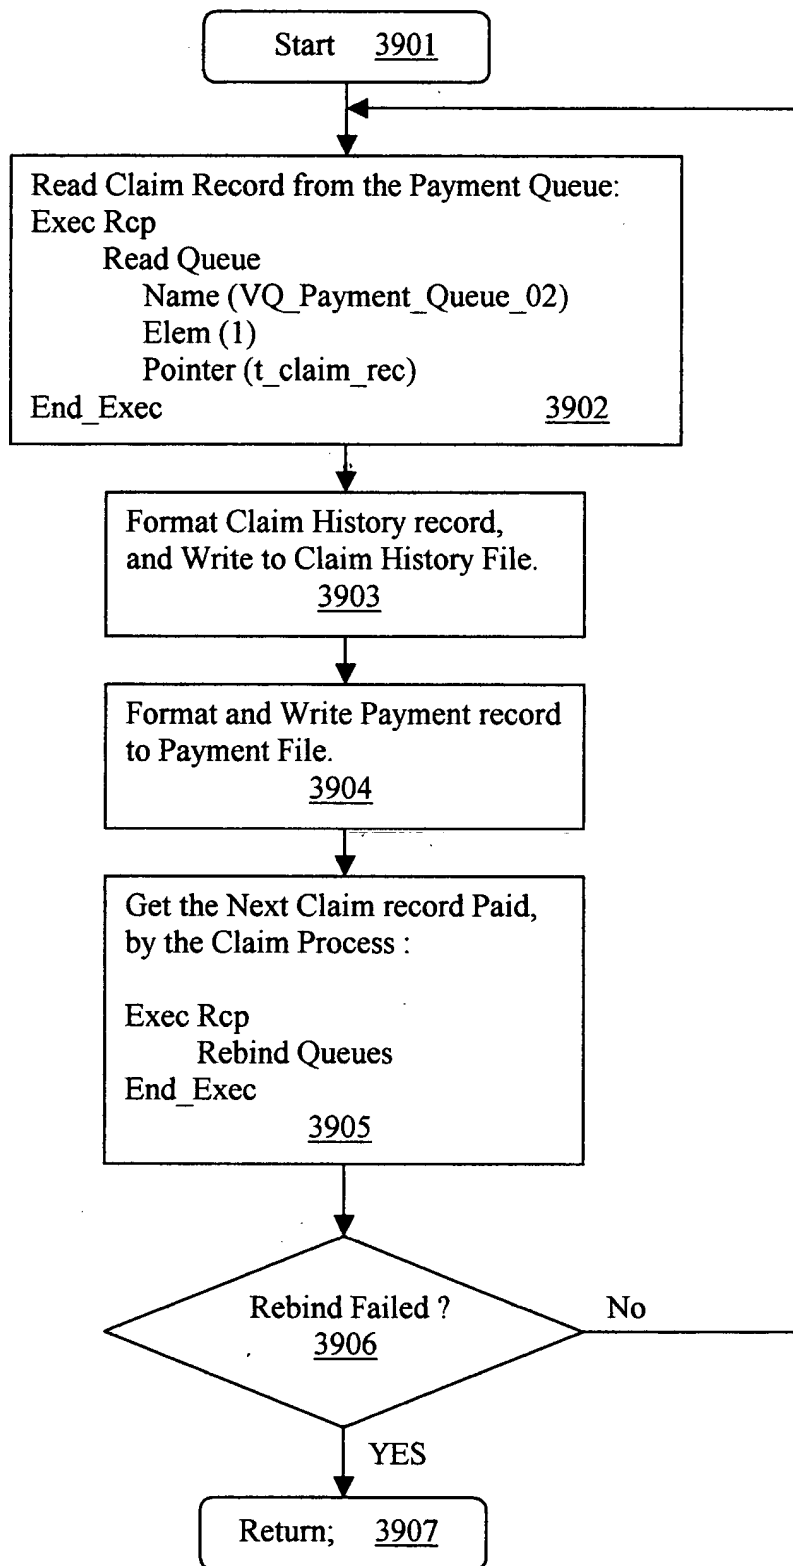 Start 3901
Read Claim Record from the Payment Queue:
Exec Rcp
Read Queue
Name (VQ_Payment_Queue_02)
Elem (1)
Pointer (t_claim_rec)
End_Exec 3902
Format Claim History record,
and Write to Claim History File.
3903
Format and Write Payment record
to Payment File.
3904
Get the Next Claim record Paid,
by the Claim Process :
Exec Rcp
Rebind Queues
End_Exec
3905
Rebind Failed ?
3906
No
YES
Return; 3907